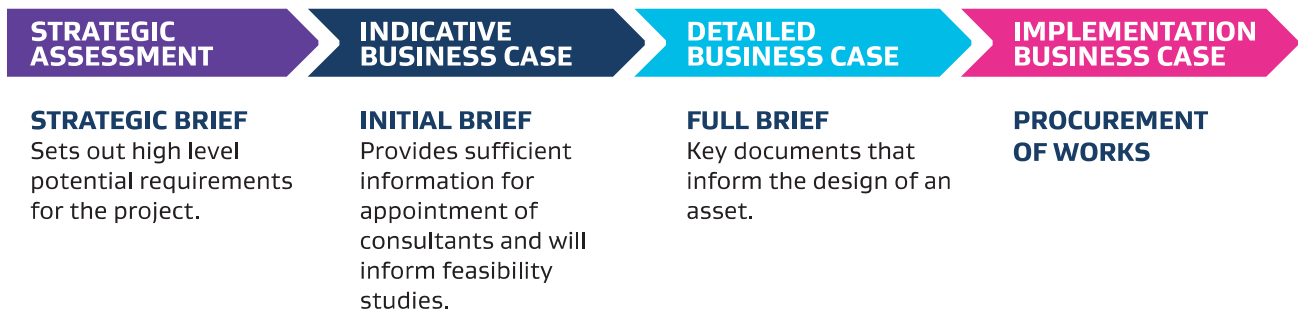 STRATEGIC
ASSESSMENT
INDICATIVE
BUSINESS CASE
DETAILED
BUSINESS CASE
IMPLEMENTATION
BUSINESS CASE
STRATEGIC BRIEF
Sets out high level
potential requirements
for the project.
INITIAL BRIEF
Provides sufficient
information for
appointment of
consultants and will
inform feasibility
studies.
FULL BRIEF
Key documents that
inform the design of an
asset.
PROCUREMENT
OF WORKS